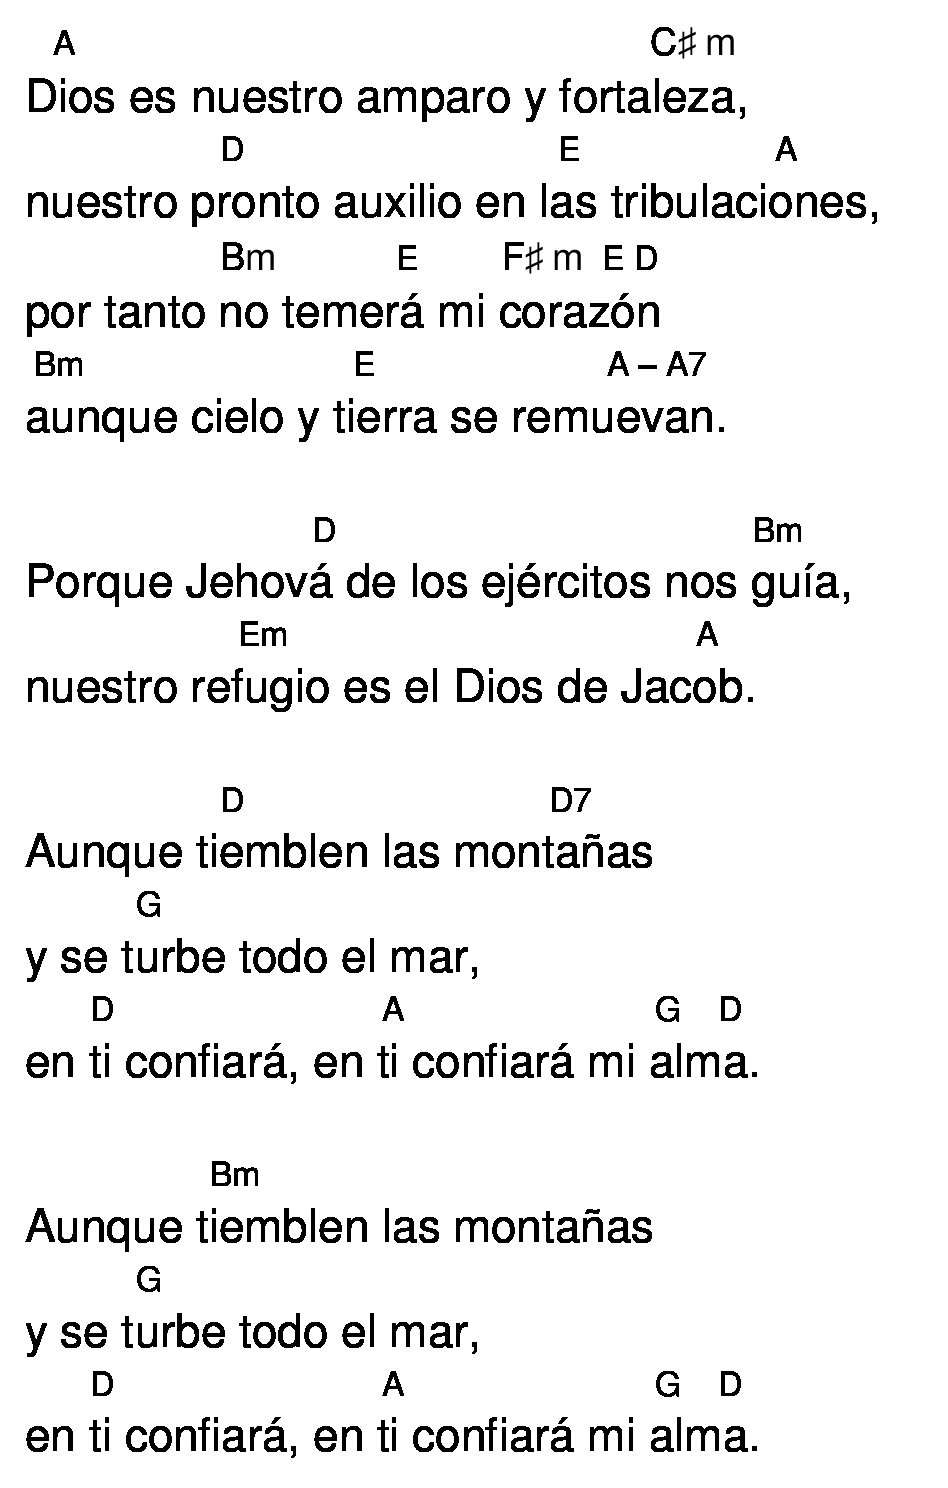 A C♯m
Dios es nuestro amparo y fortaleza,
D E A
nuestro pronto auxilio en las tribulaciones,
Bm E F♯m E D
por tanto no temerá mi corazón
Bm E A – A7
aunque cielo y tierra se remuevan.
D Bm
Porque Jehová de los ejércitos nos guía,
Em A
nuestro refugio es el Dios de Jacob.
D D7
Aunque tiemblen las montañas
G
y se turbe todo el mar,
D A G D
en ti confiará, en ti confiará mi alma.
Bm
Aunque tiemblen las montañas
G
y se turbe todo el mar,
D A G D
en ti confiará, en ti confiará mi alma.